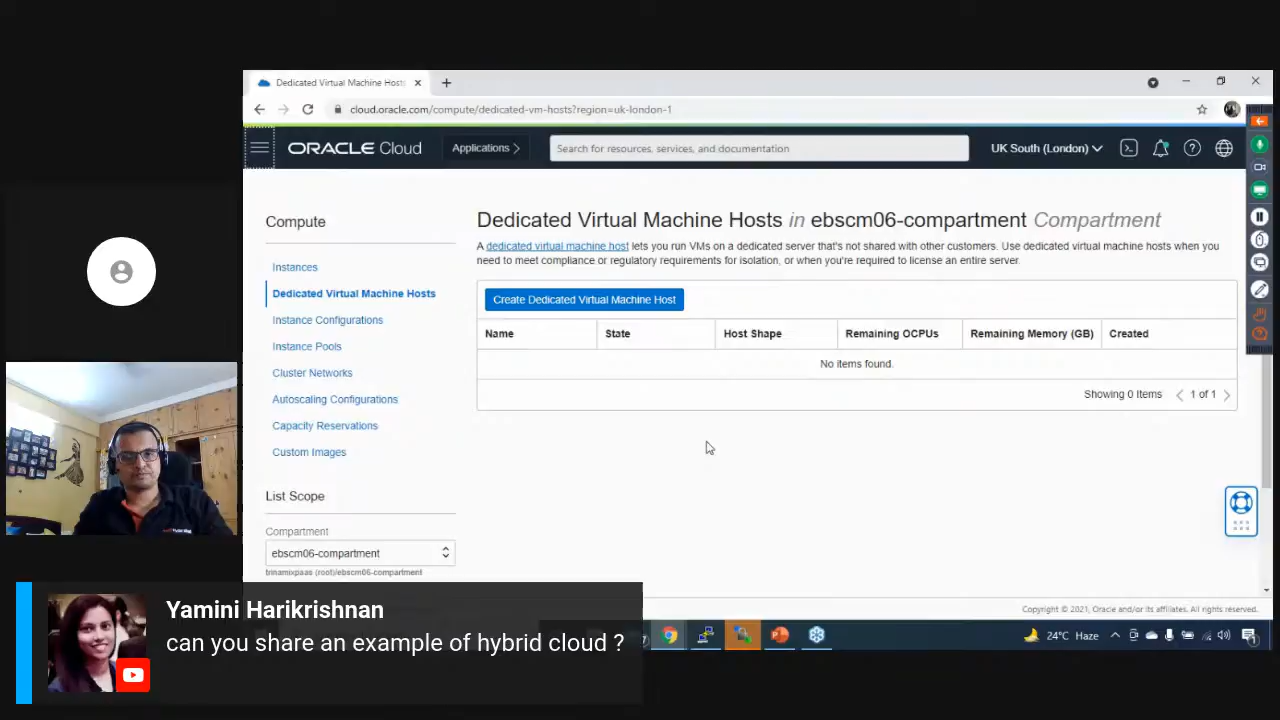 Dedicated Virtual Machine Hosts
cloud.oracle.com/compute/dedicated-vm-hosts?region=uk-london-1
ORACLE Cloud
Applications
Search for resources, services, and documentation
UK South (London)
Compute
Instances
Dedicated Virtual Machine Hosts
Instance Configurations
Instance Pools
Cluster Networks
Autoscaling Configurations
Capacity Reservations
Custom Images
List Scope
Compartment
ebscm06-compartment
trinamixpaas (root)/ebscm06-compartment
Dedicated Virtual Machine Hosts in ebscm06-compartment Compartment
A dedicated virtual machine host lets you run VMs on a dedicated server that's not shared with other customers. Use dedicated virtual machine hosts when you
need to meet compliance or regulatory requirements for isolation, or when you're required to license an entire server.
Create Dedicated Virtual Machine Host
Name State Host Shape Remaining OCPUs Remaining Memory (GB) Created
No items found.
Showing 0 Items 1 of 1
Copyright © 2021, Oracle and/or its affiliates. All rights reserved.
24°C Haze
Yamini Harikrishnan
can you share an example of hybrid cloud ?